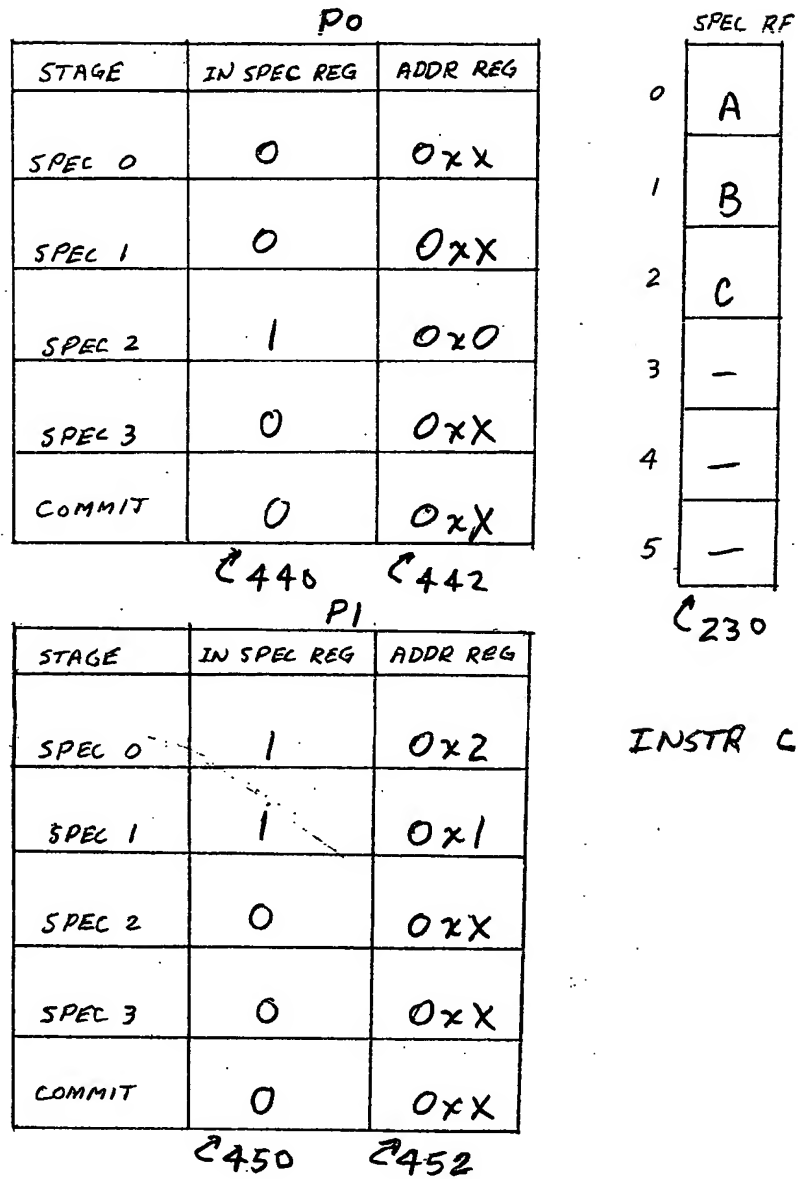 P0
STAGE IN SPEC REG ADDR REG
SPEC 0 0 0xX
SPEC 1 0 0xX
SPEC 2 1 0x0
SPEC 3 0 0xX
COMMIT 0 0xX
440 442
SPEC RF
0 A
1 B
2 C
3 —
4 —
5 —
230
P1
STAGE IN SPEC REG ADDR REG
SPEC 0 1 0x2
SPEC 1 1 0x1
SPEC 2 0 0xX
SPEC 3 0 0xX
COMMIT 0 0xX
450 452
INSTR C